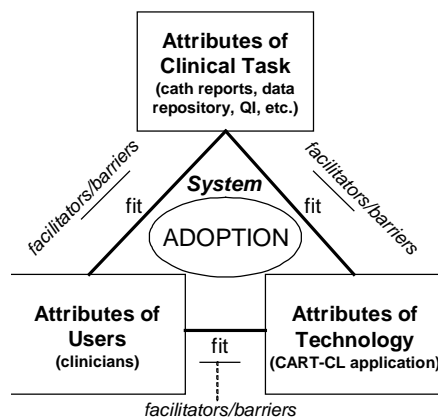 Attributes of
Clinical Task
(cath reports, data
repository, QI, etc.)
facilitators/barriers
facilitators/barriers
System
fit
fit
ADOPTION
Attributes of
Users
(clinicians)
Attributes of
Technology
(CART-CL application)
fit
facilitators/barriers